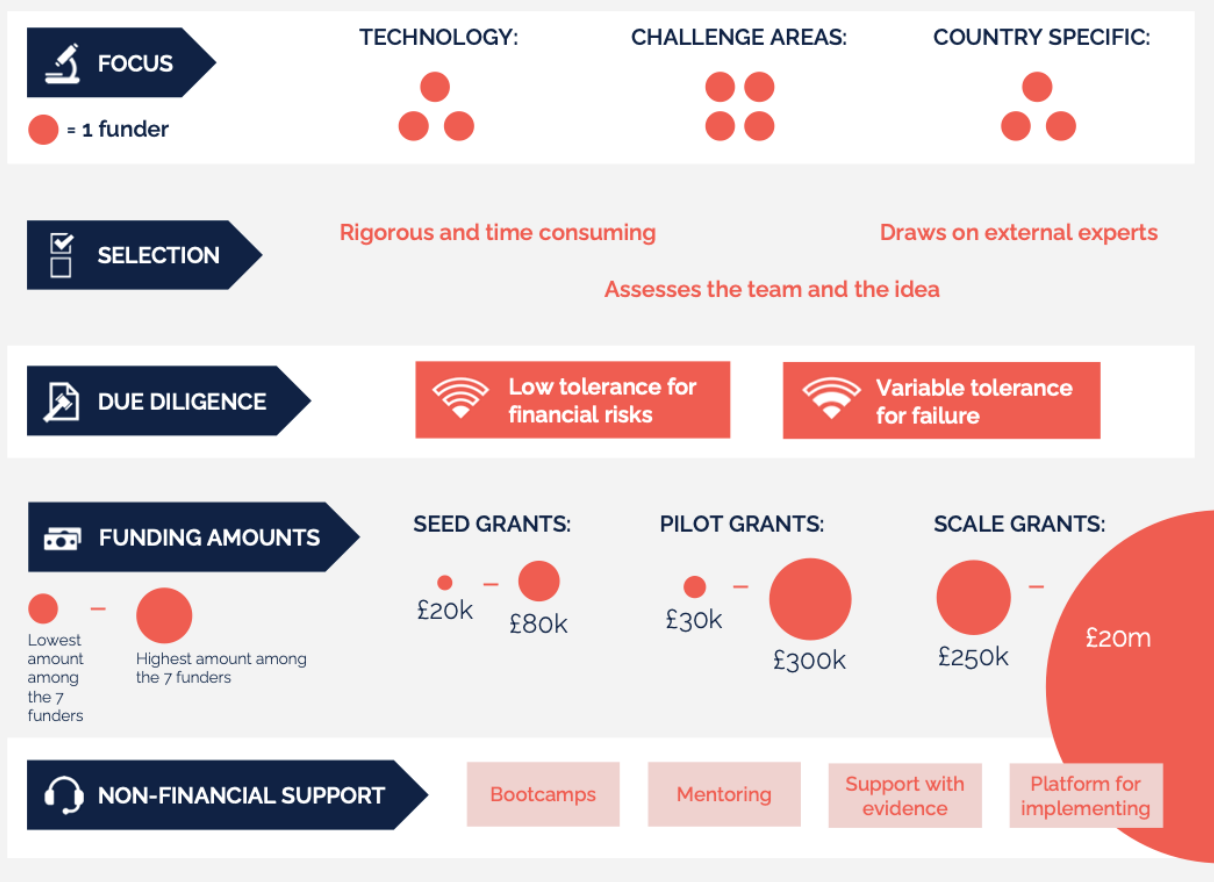 FOCUS
= 1 funder
TECHNOLOGY:
CHALLENGE AREAS:
COUNTRY SPECIFIC:
SELECTION
Rigorous and time consuming
Draws on external experts
Assesses the team and the idea
DUE DILIGENCE
Low tolerance for
financial risks
Variable tolerance
for failure
FUNDING AMOUNTS
Lowest
amount
among
the 7
funders
Highest amount among
the 7 funders
SEED GRANTS:
£20k
£80k
PILOT GRANTS:
£30k
£300k
SCALE GRANTS:
£250k
£20m
NON-FINANCIAL SUPPORT
Bootcamps
Mentoring
Support with
evidence
Platform for
implementing